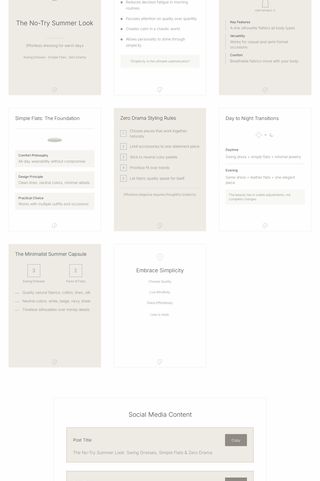 The No-Try Summer Look
Effortless dressing for warm days
Swing Dresses · Simple Flats · Zero Drama
Reduces decision fatigue in morning
routines
Focuses attention on quality over quantity
Creates calm in a chaotic world
Allows personality to shine through
simplicity
"Simplicity is the ultimate sophistication"
Key Features
A-line silhouette flatters all body types
Versatility
Works for casual and semi-formal
occasions
Comfort
Breathable fabrics move with your body
Simple Flats: The Foundation
Comfort Philosophy
All-day wearability without compromise
Design Principle
Clean lines, neutral colors, minimal details
Practical Choice
Works with multiple outfits and occasions
Zero Drama Styling Rules
1 Choose pieces that work together
naturally
2 Limit accessories to one statement piece
3 Stick to neutral color palette
4 Prioritize fit over trends
5 Let fabric quality speak for itself
Day to Night Transitions
Daytime
Swing dress + simple flats + minimal jewelry
Evening
Same dress + leather flats + one elegant
piece
The beauty lies in subtle adjustments, not
complete changes
The Minimalist Summer Capsule
3
3
Swing Dresses
Pairs of Flats
Quality natural fabrics: cotton, linen, silk
Neutral colors: white, beige, navy, black
Timeless silhouettes over trendy details
Embrace Simplicity
Choose Quality
Live Mindfully
Dress Effortlessly
Less is more
Social Media Content
Post Title
Copy
The No-Try Summer Look: Swing Dresses, Simple Flats & Zero Drama